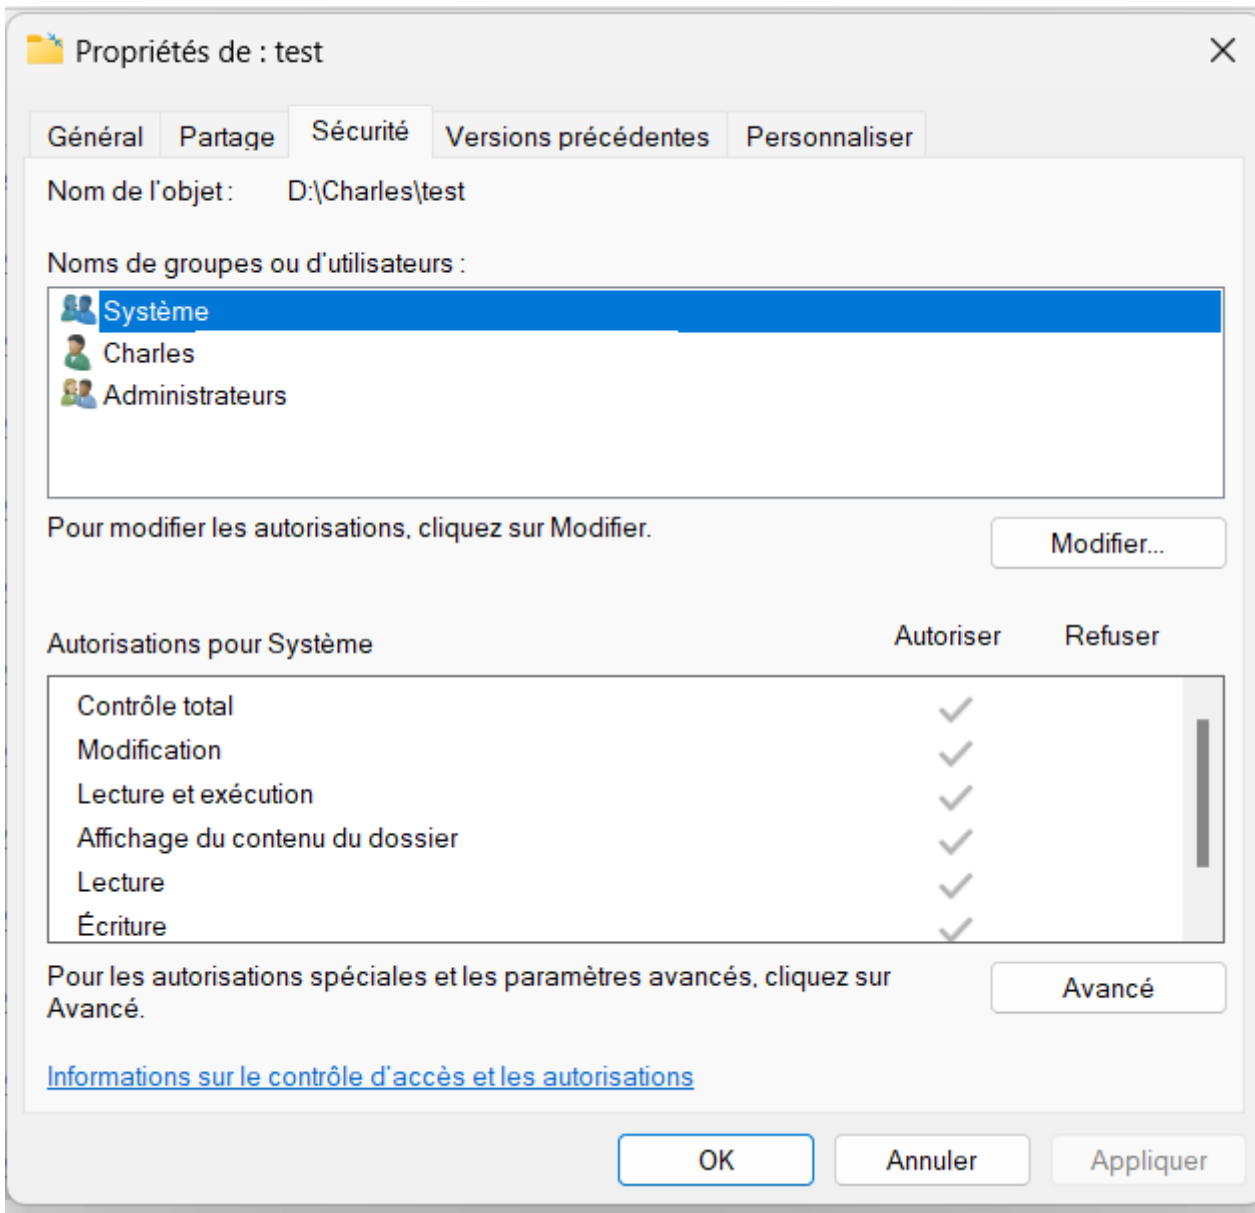 Propriétés de : test
Général Partage Sécurité Versions précédentes Personnaliser
Nom de l'objet : D:\Charles\test
Noms de groupes ou d'utilisateurs :
Système
Charles
Administrateurs
Pour modifier les autorisations, cliquez sur Modifier.
Modifier...
Autorisations pour Système Autoriser Refuser
Contrôle total
Modification
Lecture et exécution
Affichage du contenu du dossier
Lecture
Écriture
Pour les autorisations spéciales et les paramètres avancés, cliquez sur
Avancé.
Avancé
Informations sur le contrôle d'accès et les autorisations
OK Annuler Appliquer